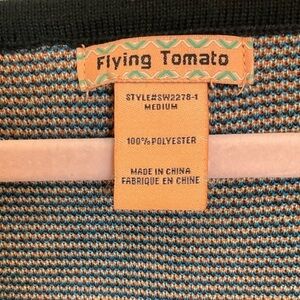 Flying Tomato
STYLE#SW2278-1
MEDIUM
100% POLYESTER
MADE IN CHINA
FABRIQUE EN CHINE